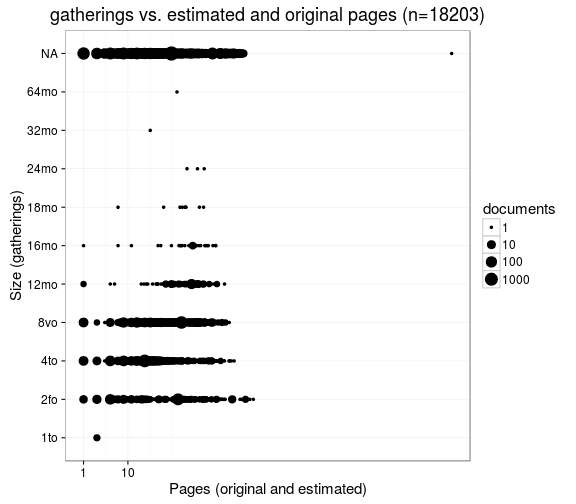 gatherings vs. estimated and original pages (n=18203)
NA
64mo
32mo
24mo
18mo
16mo
12mo
8vo
4to
2to
1to
Size (gatherings)
1 10
Pages (original and estimated)
documents
1
10
100
1000